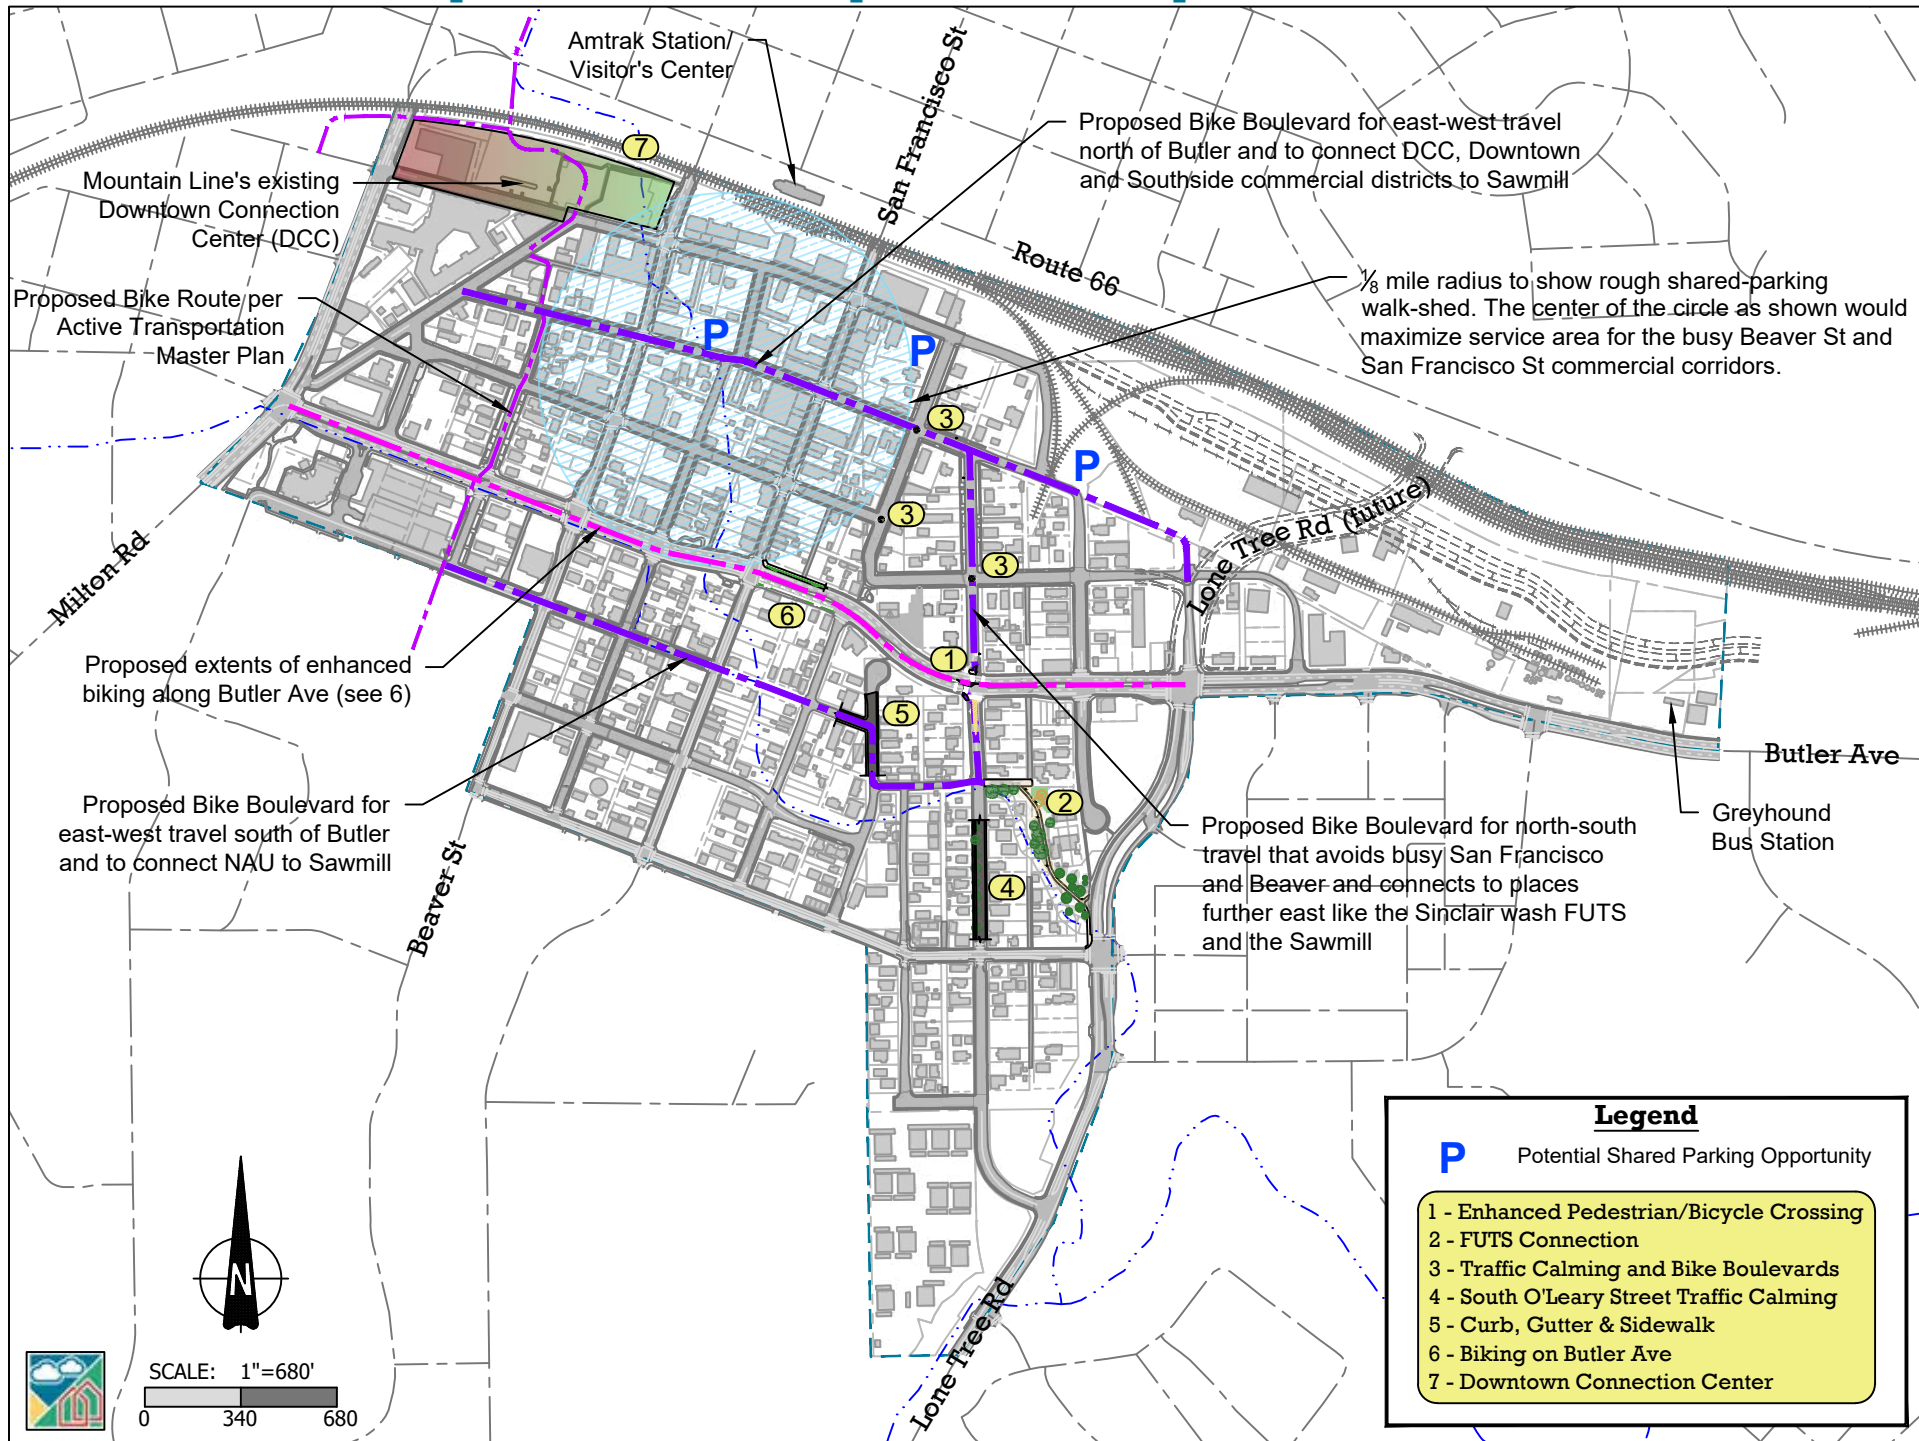 Amtrak Station/
Visitor's Center
San Francisco St
Proposed Bike Boulevard for east-west travel
north of Butler and to connect DCC, Downtown
and Southside commercial districts to Sawmill
7
Mountain Line's existing
Downtown Connection
Center (DCC)
Route 66
⅛ mile radius to show rough shared-parking
walk-shed. The center of the circle as shown would
maximize service area for the busy Beaver St and
San Francisco St commercial corridors.
Proposed Bike Route per
Active Transportation
Master Plan
P
P
3
P
3
Lone Tree Rd (future)
3
Milton Rd
6
1
Proposed extents of enhanced
biking along Butler Ave (see 6)
5
Butler Ave
Proposed Bike Boulevard for
east-west travel south of Butler
and to connect NAU to Sawmill
2
Greyhound
Bus Station
Proposed Bike Boulevard for north-south
travel that avoids busy San Francisco
and Beaver and connects to places
further east like the Sinclair wash FUTS
and the Sawmill
Beaver St
4
Lone Tree Rd
N
SCALE: 1"=680'
0 340 680
Legend
P Potential Shared Parking Opportunity
1 - Enhanced Pedestrian/Bicycle Crossing
2 - FUTS Connection
3 - Traffic Calming and Bike Boulevards
4 - South O'Leary Street Traffic Calming
5 - Curb, Gutter & Sidewalk
6 - Biking on Butler Ave
7 - Downtown Connection Center